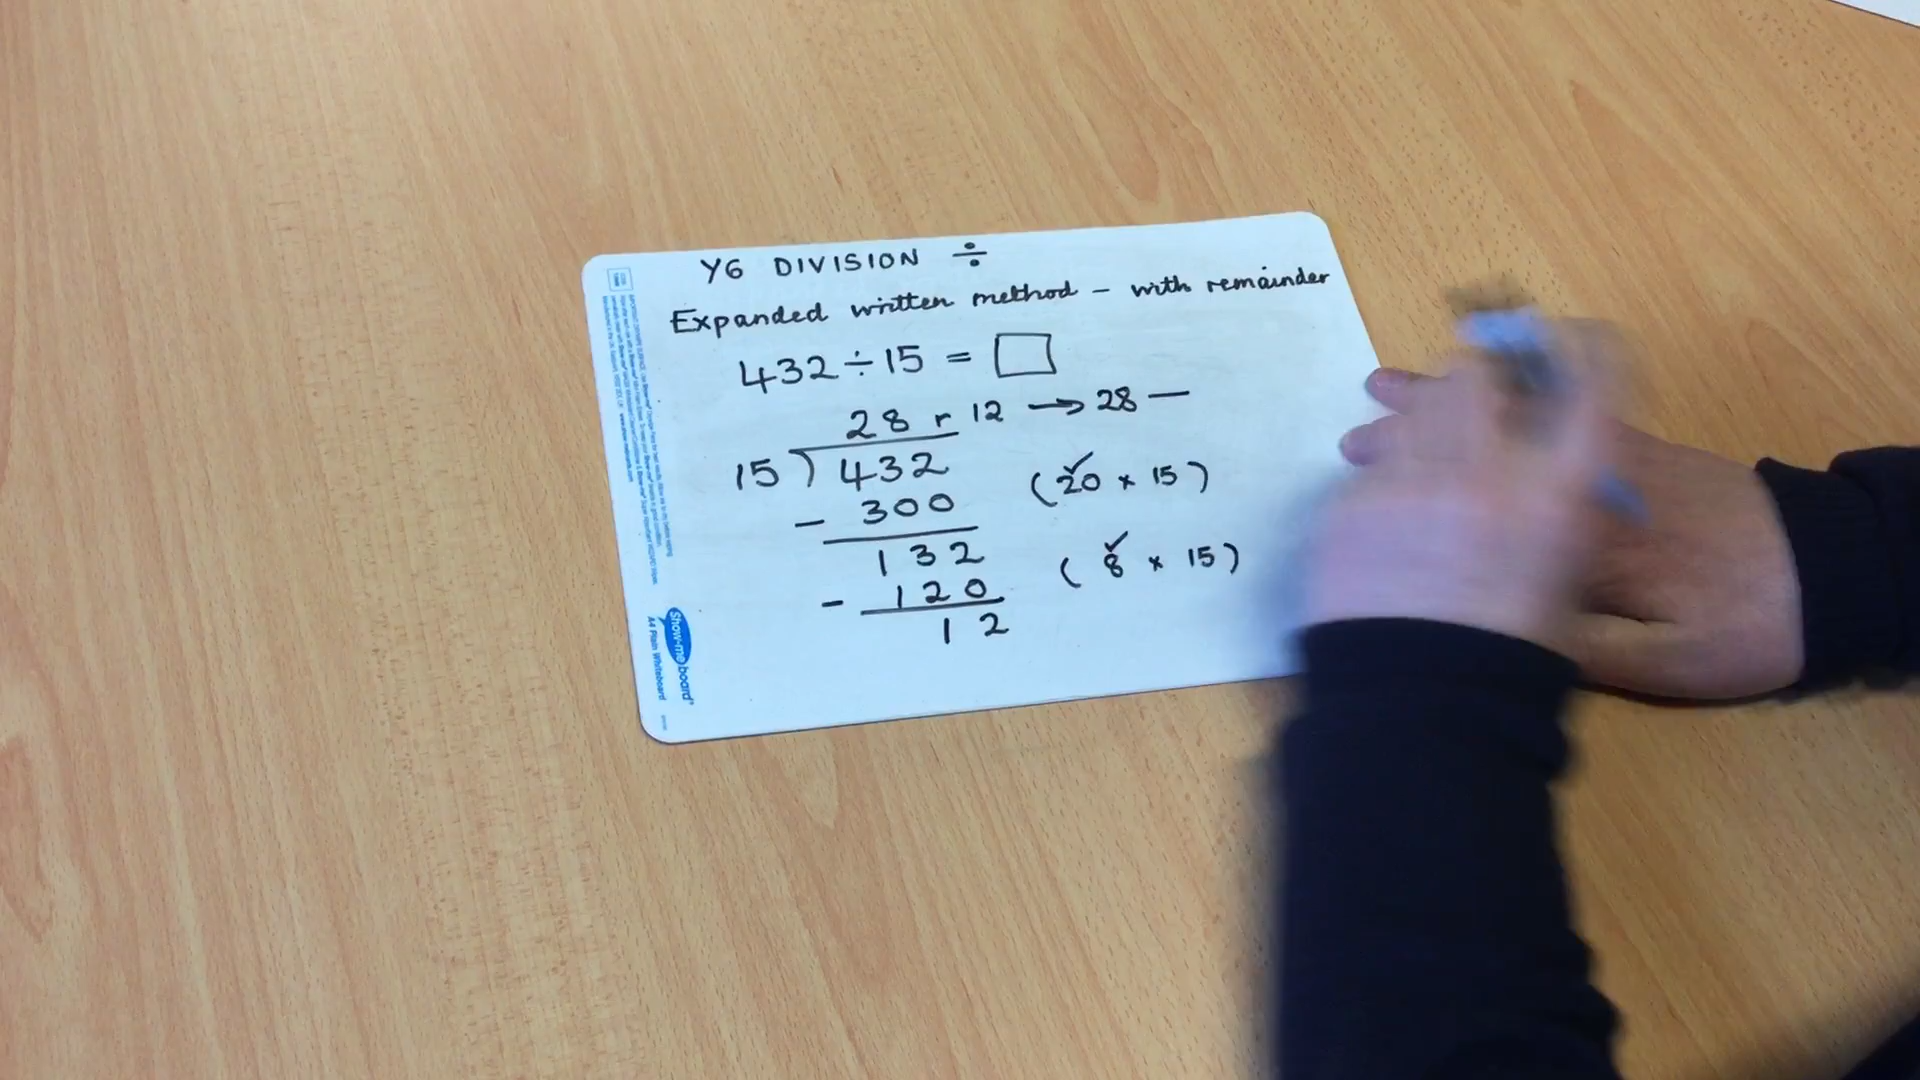 Y6 DIVISION ÷
Expanded written method - with remainder
432 ÷ 15 = □
28 r 12 → 28 —
15 ) 432 (20 × 15)
- 300
132 (8 × 15)
- 120
12
Show-me board
A4 Plain Whiteboard